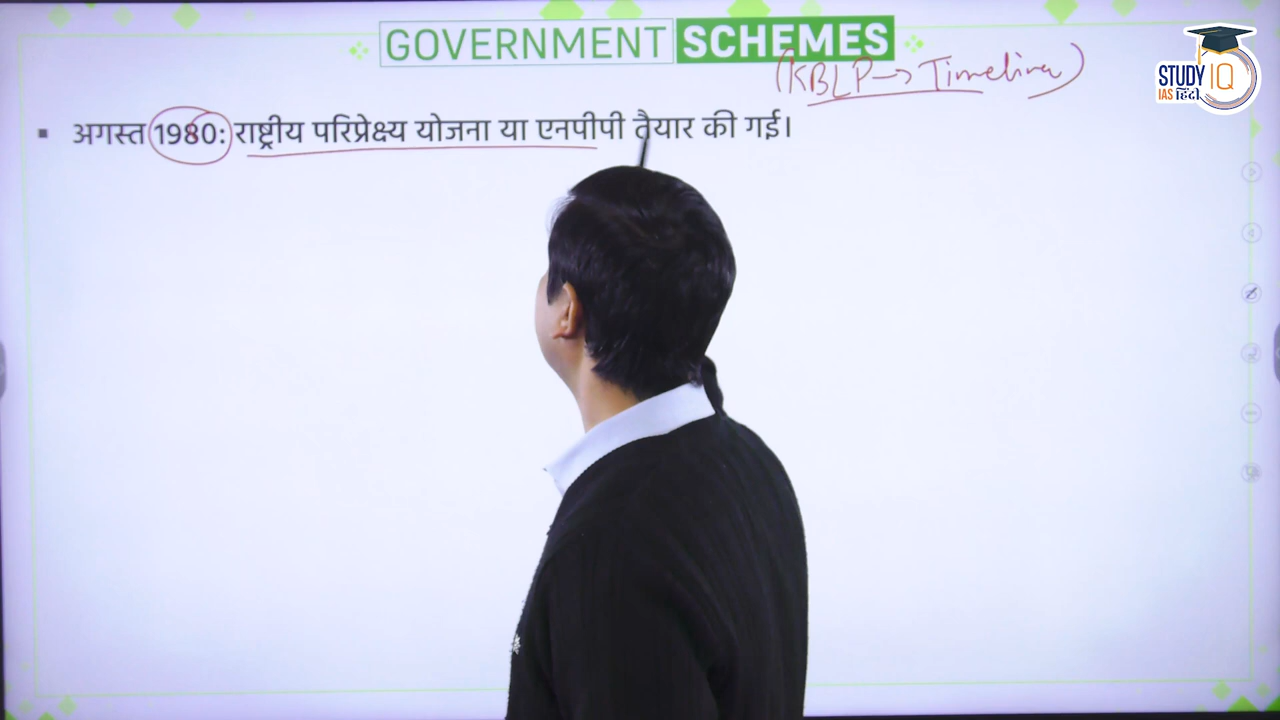 GOVERNMENT SCHEMES
(KBLP→Timeline)
STUDY IQ
IAS हिंदी
▪ अगस्त 1980: राष्ट्रीय परिप्रेक्ष्य योजना या एनपीपी तैयार की गई।